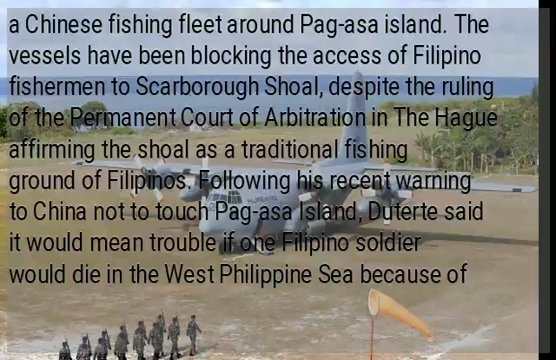 a Chinese fishing fleet around Pag-asa island. The
vessels have been blocking the access of Filipino
fishermen to Scarborough Shoal, despite the ruling
of the Permanent Court of Arbitration in The Hague
affirming the shoal as a traditional fishing
ground of Filipinos. Following his recent warning
to China not to touch Pag-asa Island, Duterte said
it would mean trouble if one Filipino soldier
would die in the West Philippine Sea because of